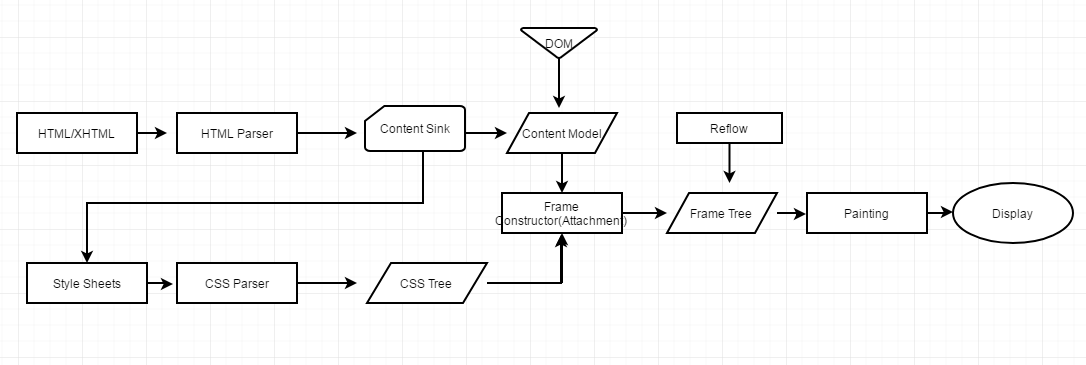 DOM
HTML/XHTML
HTML Parser
Content Sink
Content Model
Reflow
Frame
Constructor(Attachment)
Frame Tree
Painting
Display
Style Sheets
CSS Parser
CSS Tree